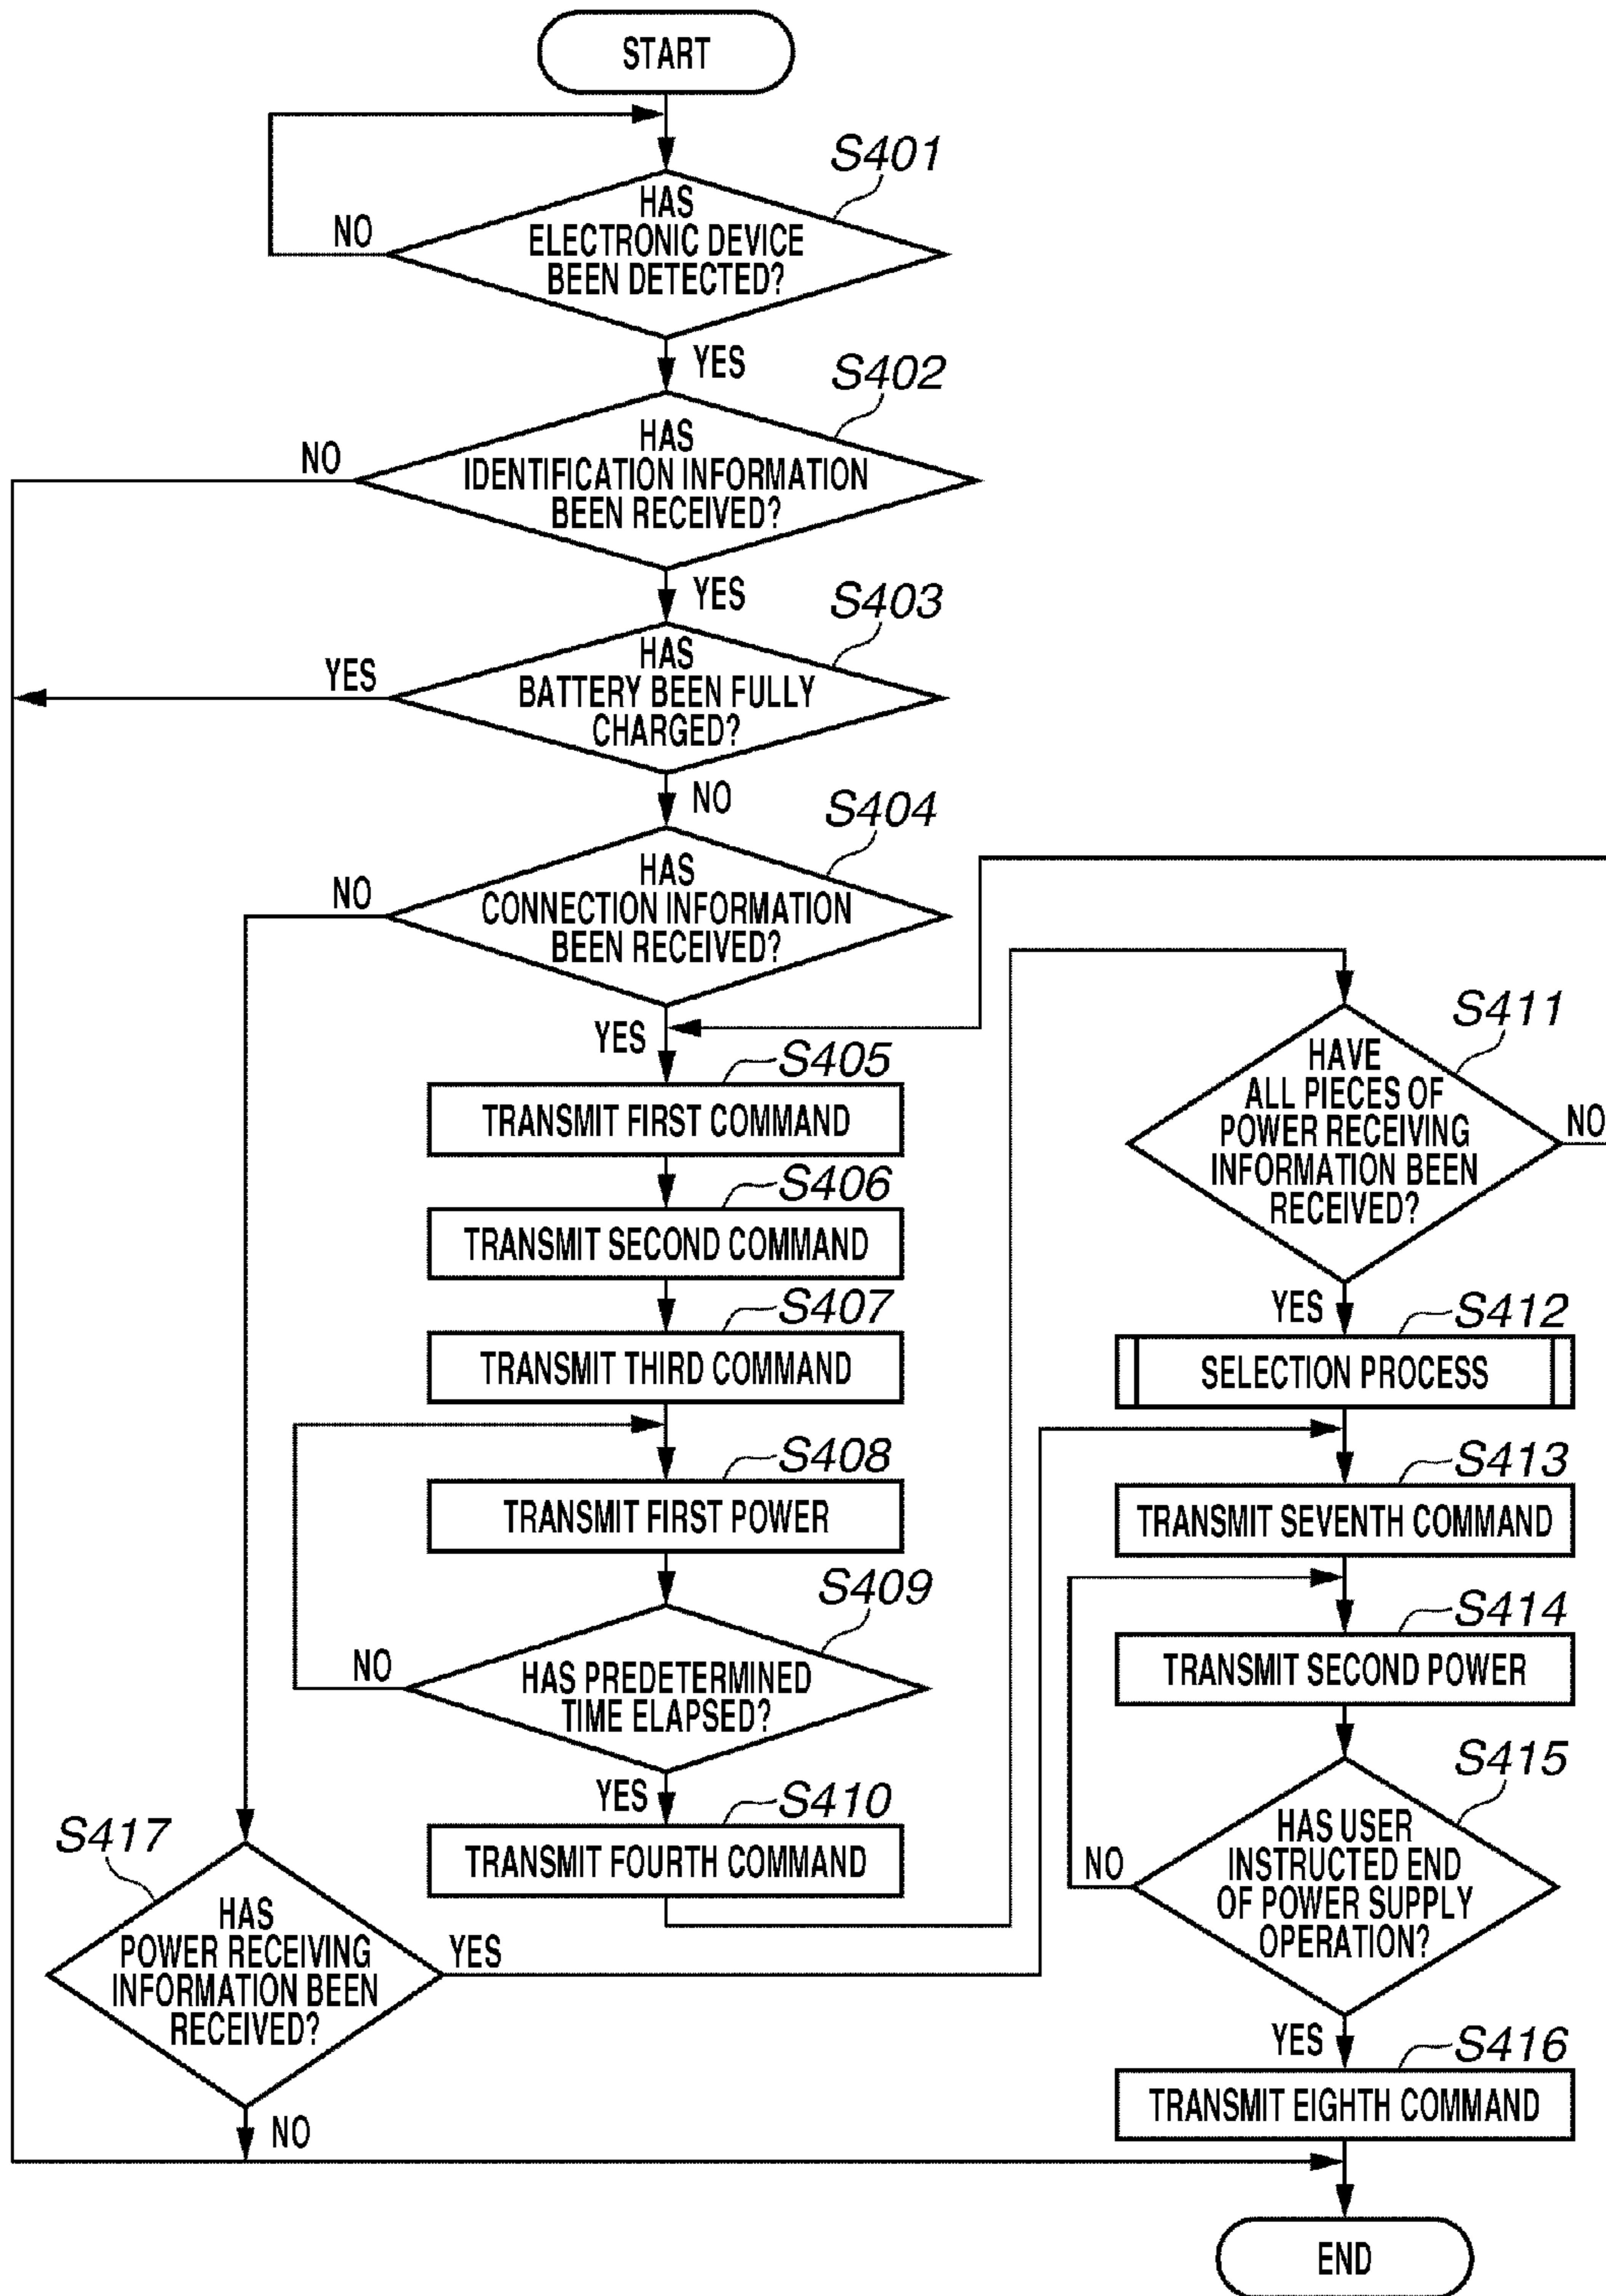 START
S401
HAS
ELECTRONIC DEVICE
BEEN DETECTED?
NO
YES
S402
HAS
IDENTIFICATION INFORMATION
BEEN RECEIVED?
NO
YES
S403
HAS
BATTERY BEEN FULLY
CHARGED?
YES
NO
S404
HAS
CONNECTION INFORMATION
BEEN RECEIVED?
NO
YES
S405
TRANSMIT FIRST COMMAND
S406
TRANSMIT SECOND COMMAND
S407
TRANSMIT THIRD COMMAND
S408
TRANSMIT FIRST POWER
S409
HAS PREDETERMINED
TIME ELAPSED?
NO
YES
S410
TRANSMIT FOURTH COMMAND
S411
HAVE
ALL PIECES OF
POWER RECEIVING
INFORMATION BEEN
RECEIVED?
NO
YES
S412
SELECTION PROCESS
S413
TRANSMIT SEVENTH COMMAND
S414
TRANSMIT SECOND POWER
S415
HAS USER
INSTRUCTED END
OF POWER SUPPLY
OPERATION?
NO
YES
S416
TRANSMIT EIGHTH COMMAND
S417
HAS
POWER RECEIVING
INFORMATION BEEN
RECEIVED?
YES
NO
END